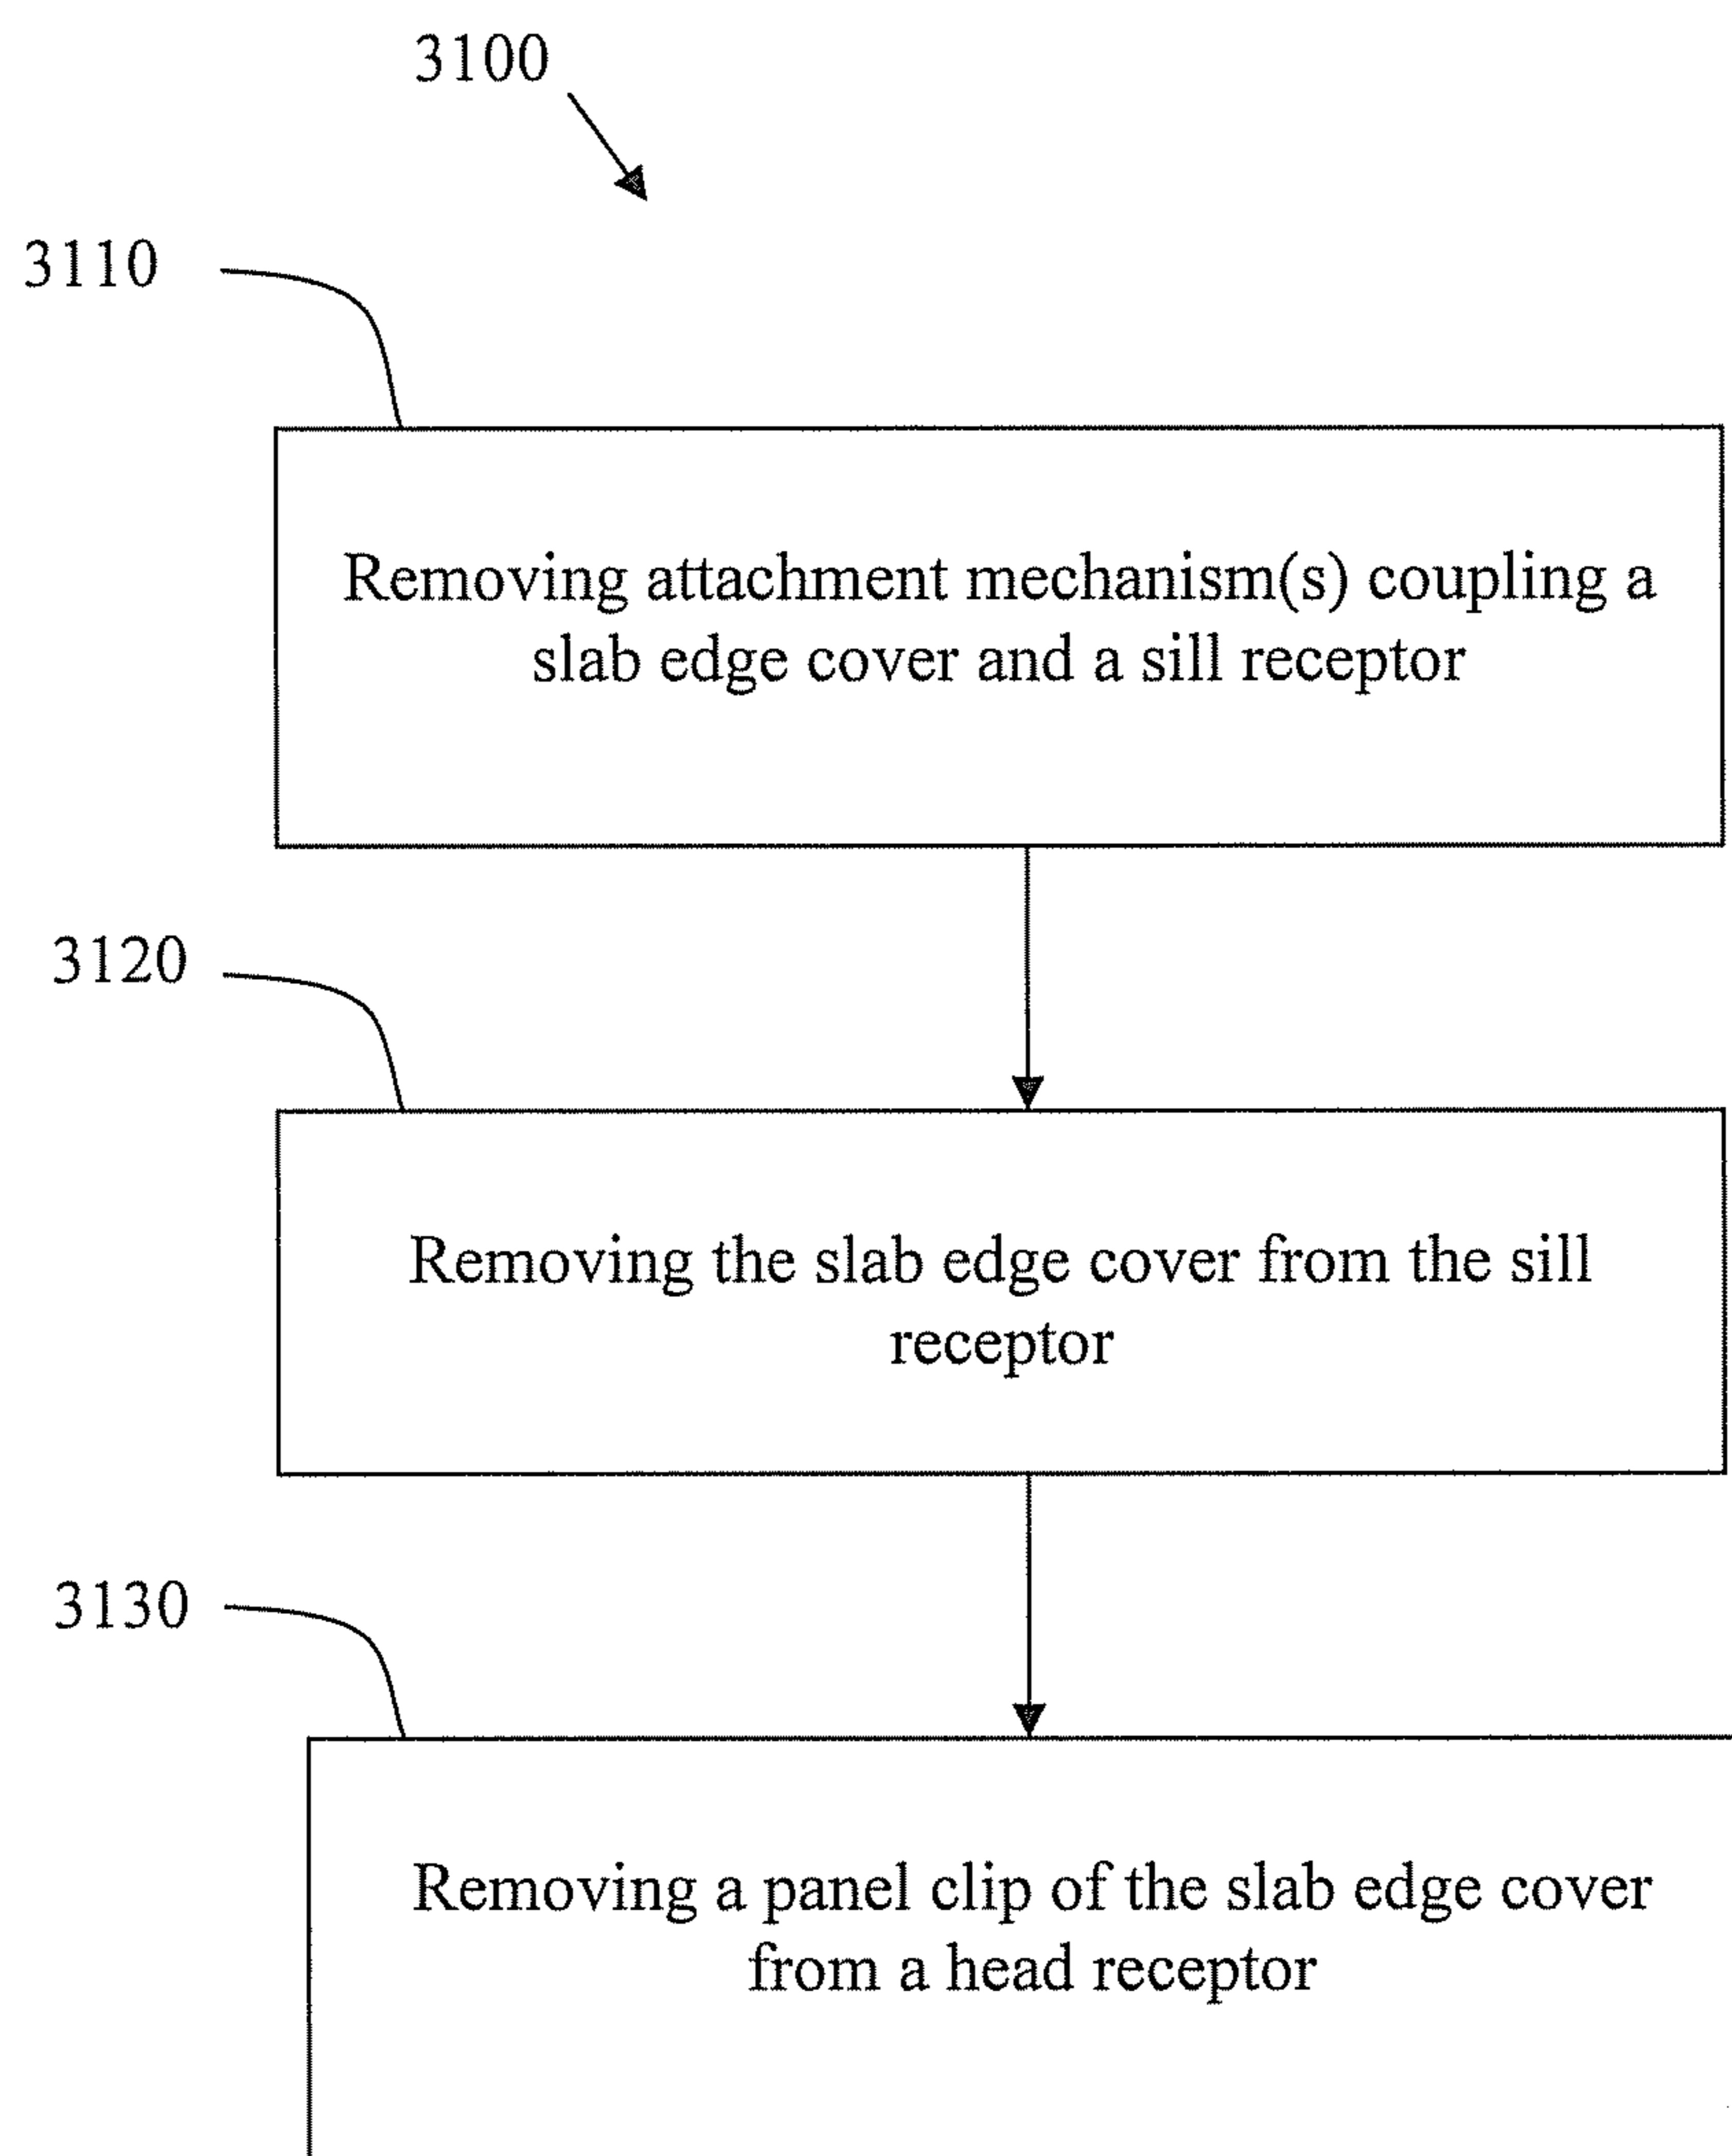 3100
3110
Removing attachment mechanism(s) coupling a
slab edge cover and a sill receptor
3120
Removing the slab edge cover from the sill
receptor
3130
Removing a panel clip of the slab edge cover
from a head receptor